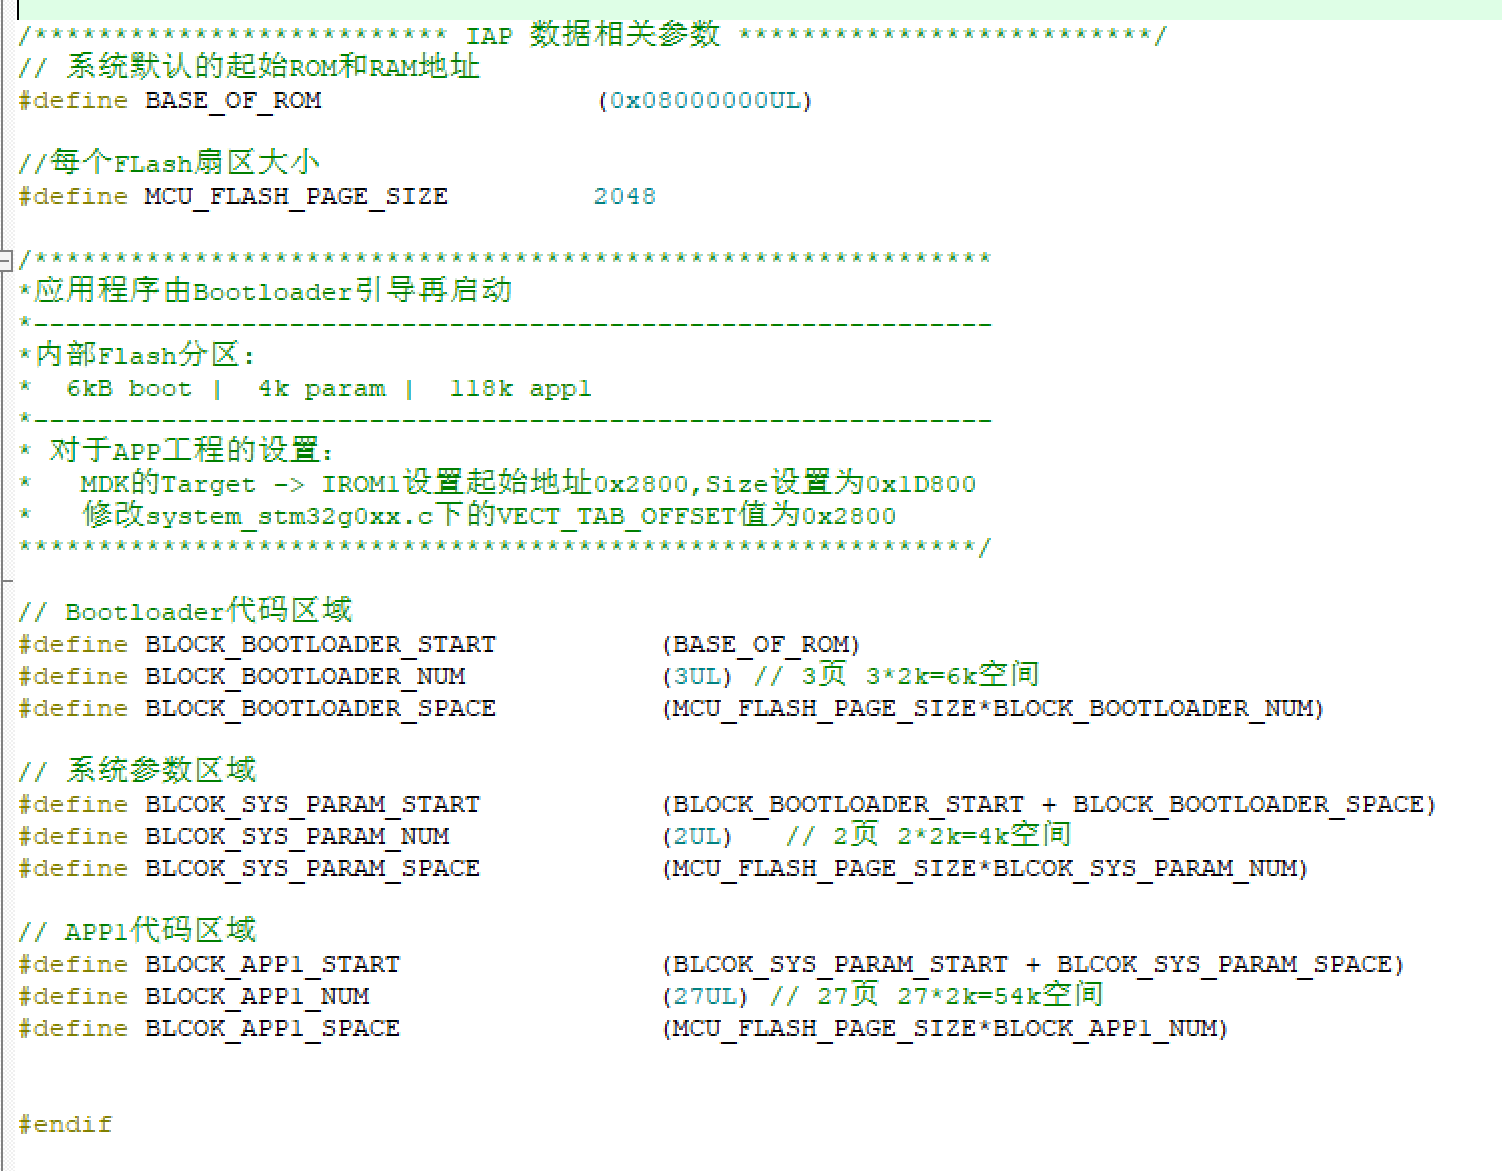 /************************** IAP 数据相关参数 **************************/
// 系统默认的起始ROM和RAM地址
#define BASE_OF_ROM                 (0x08000000UL)
//每个FLash扇区大小
#define MCU_FLASH_PAGE_SIZE         2048
/************************************************************
*应用程序由Bootloader引导再启动
*------------------------------------------------------------
*内部Flash分区：
*  6kB boot |  4k param |  118k app1
*------------------------------------------------------------
* 对于APP工程的设置：
*   MDK的Target -> IROM1设置起始地址0x2800,Size设置为0x1D800
*   修改system_stm32g0xx.c下的VECT_TAB_OFFSET值为0x2800
************************************************************/
// Bootloader代码区域
#define BLOCK_BOOTLOADER_START          (BASE_OF_ROM)
#define BLOCK_BOOTLOADER_NUM            (3UL) // 3页 3*2k=6k空间
#define BLOCK_BOOTLOADER_SPACE          (MCU_FLASH_PAGE_SIZE*BLOCK_BOOTLOADER_NUM)
// 系统参数区域
#define BLCOK_SYS_PARAM_START           (BLOCK_BOOTLOADER_START + BLOCK_BOOTLOADER_SPACE)
#define BLCOK_SYS_PARAM_NUM             (2UL)   // 2页 2*2k=4k空间
#define BLCOK_SYS_PARAM_SPACE           (MCU_FLASH_PAGE_SIZE*BLCOK_SYS_PARAM_NUM)
// APP1代码区域
#define BLOCK_APP1_START                (BLCOK_SYS_PARAM_START + BLCOK_SYS_PARAM_SPACE)
#define BLOCK_APP1_NUM                  (27UL) // 27页 27*2k=54k空间
#define BLCOK_APP1_SPACE                (MCU_FLASH_PAGE_SIZE*BLOCK_APP1_NUM)
#endif